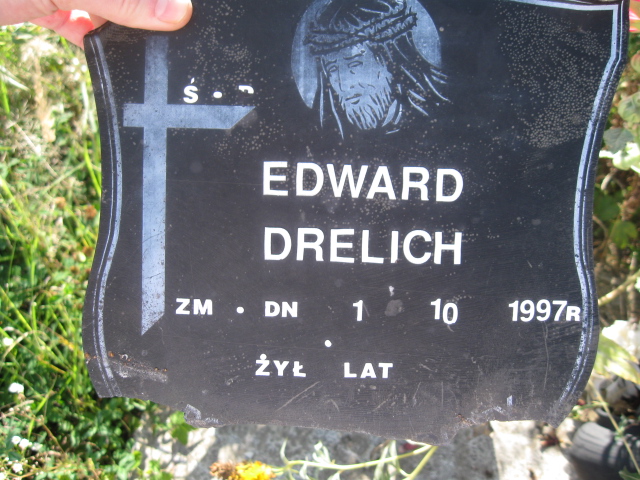 Ś •
EDWARD
DRELICH
ZM • DN 1 10 1997R
•
ŻYŁ LAT